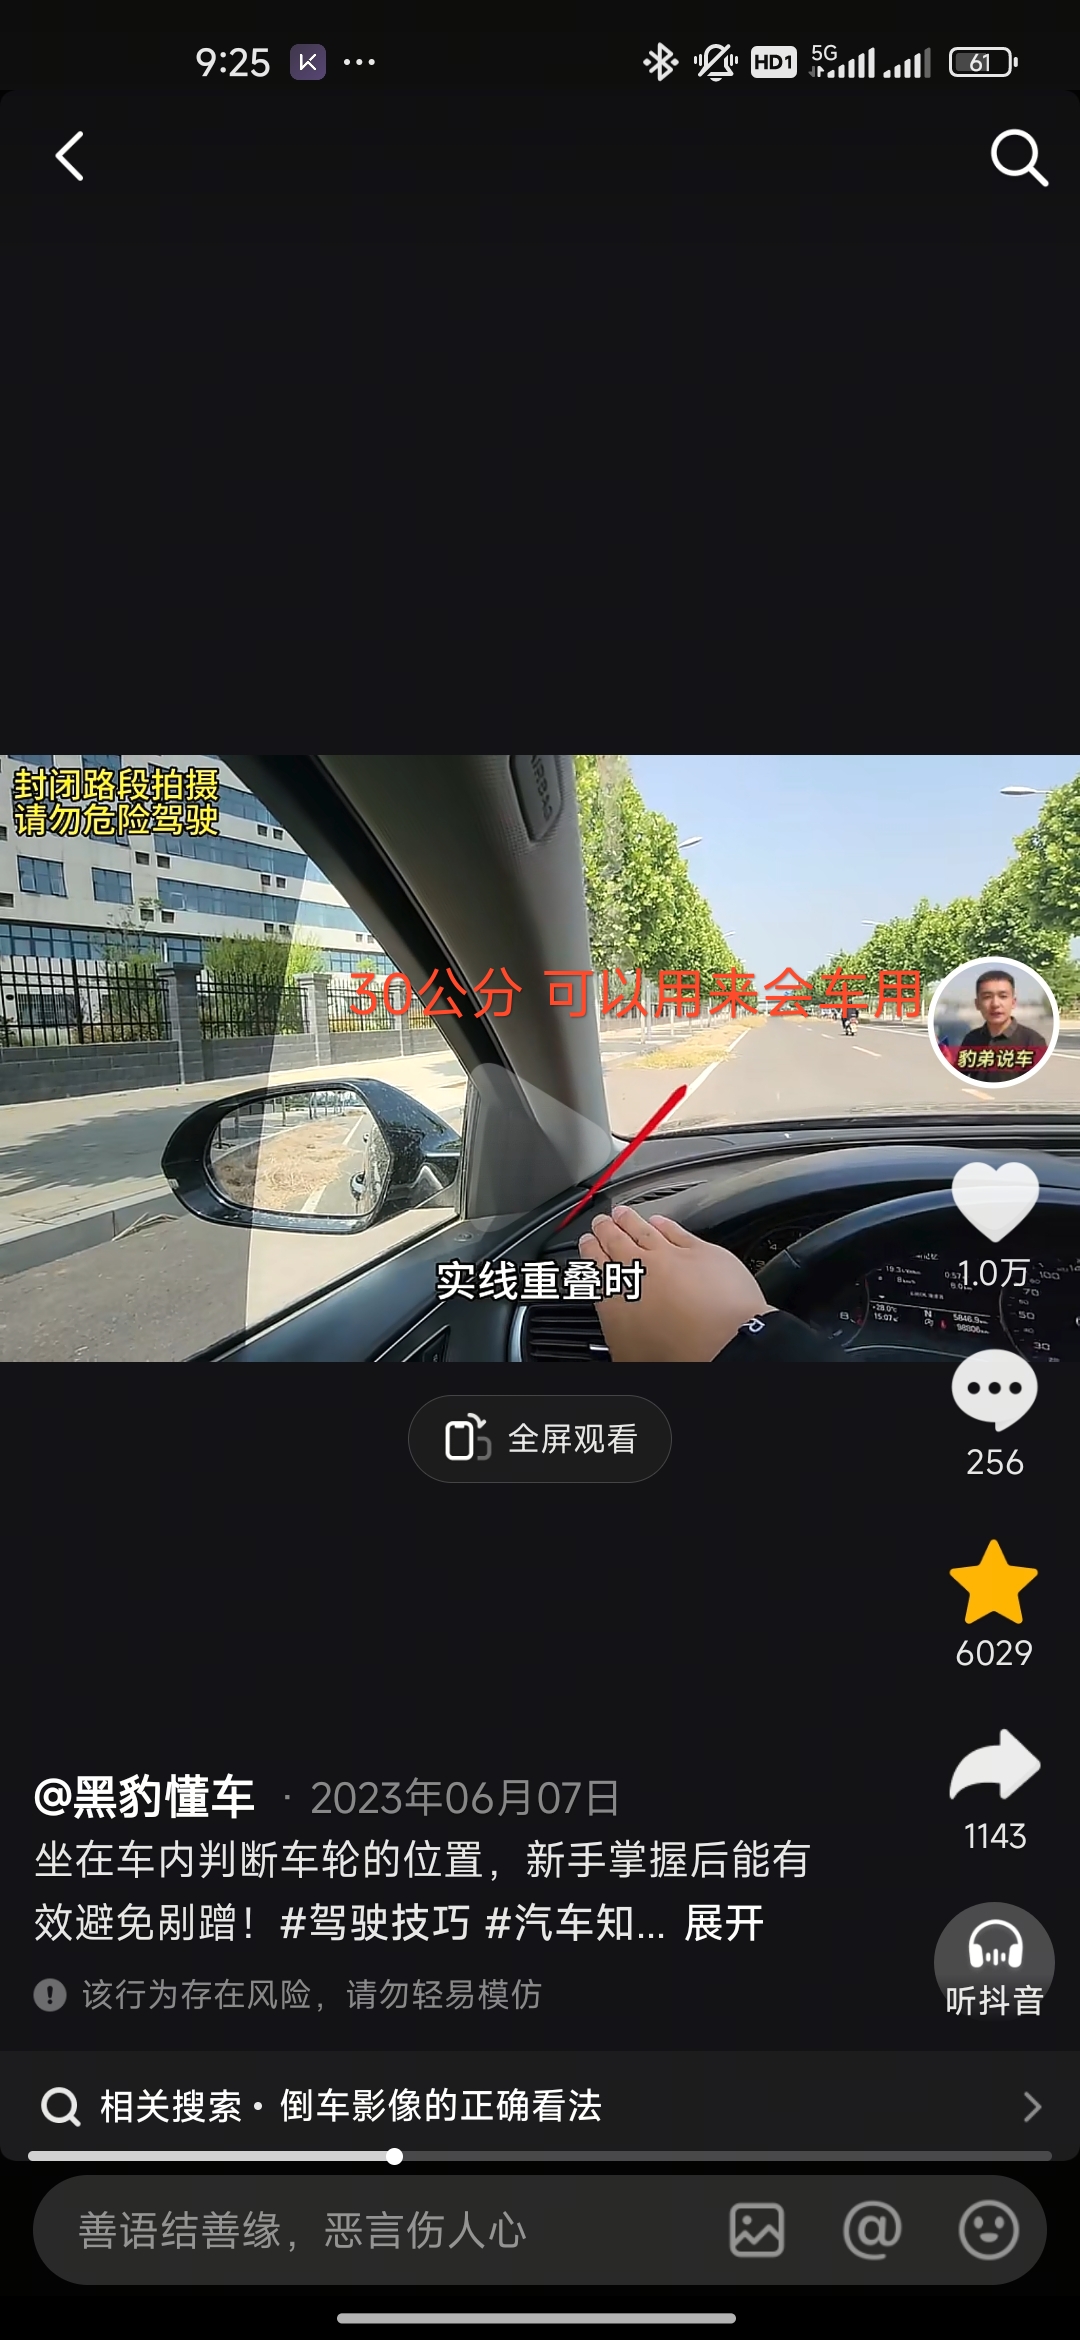 9:25
HD1
5G
61
封闭路段拍摄
请勿危险驾驶
AIRBAG
30公分 可以用来会车用
豹弟说车
实线重叠时
1.0万
全屏观看
256
6029
@黑豹懂车 · 2023年06月07日
1143
坐在车内判断车轮的位置，新手掌握后能有
效避免剐蹭！#驾驶技巧 #汽车知... 展开
听抖音
该行为存在风险，请勿轻易模仿
相关搜索 · 倒车影像的正确看法
善语结善缘，恶言伤人心